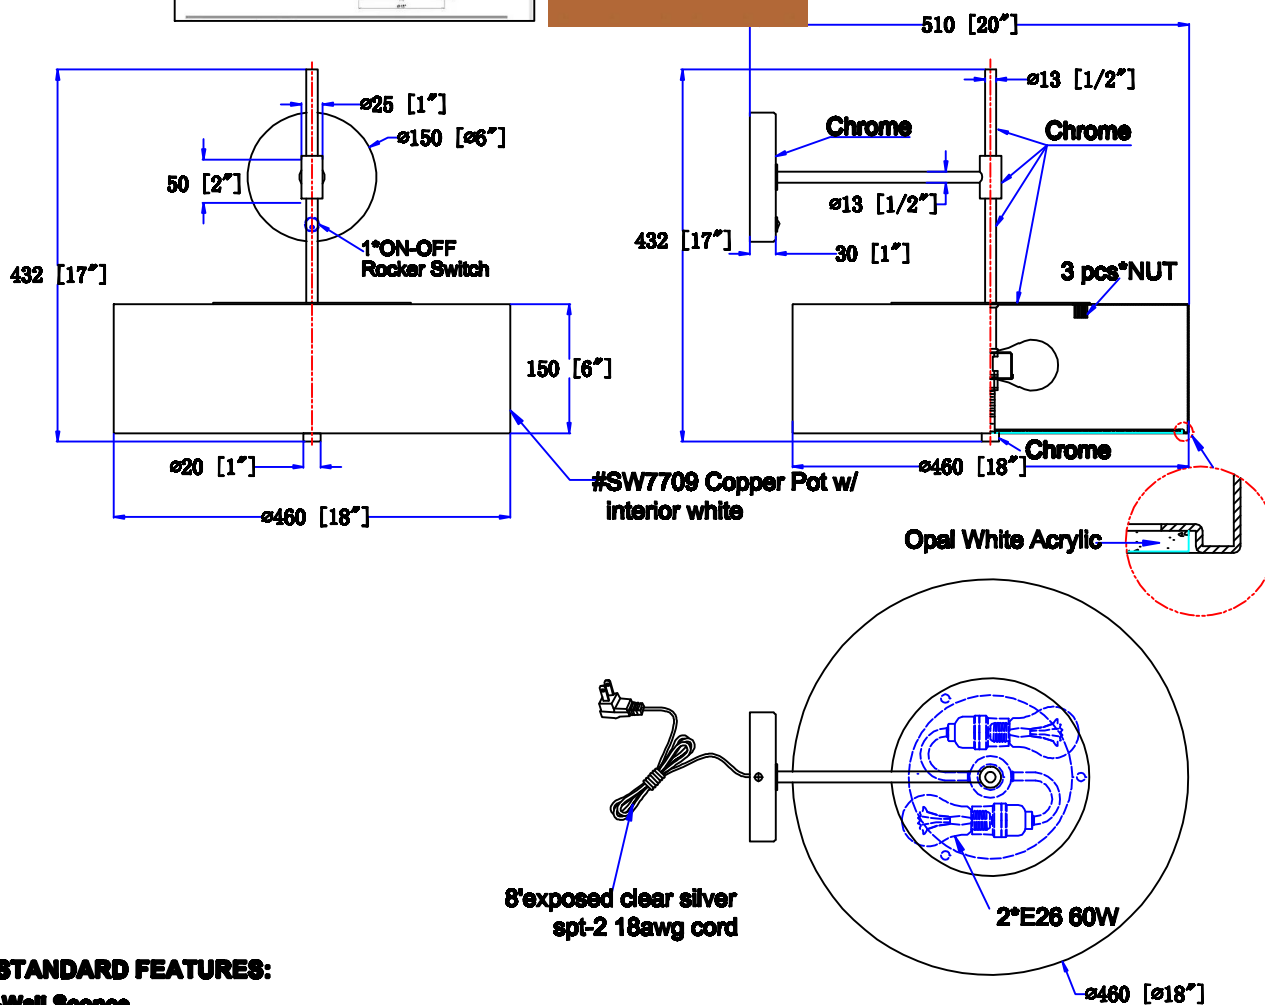 510 [20"]
ø13 [1/2"]
ø25 [1"]
ø150 [ø6"]
Chrome
Chrome
50 [2"]
ø13 [1/2"]
1*ON-OFF
Rocker Switch
432 [17"]
432 [17"]
30 [1"]
3 pcs*NUT
150 [6"]
Chrome
ø20 [1"]
ø460 [18"]
#SW7709 Copper Pot w/
interior white
ø460 [18"]
Opal White Acrylic
8'exposed clear silver
spt-2 18awg cord
2*E26 60W
ø460 [ø18"]
STANDARD FEATURES:
Wall Sconce